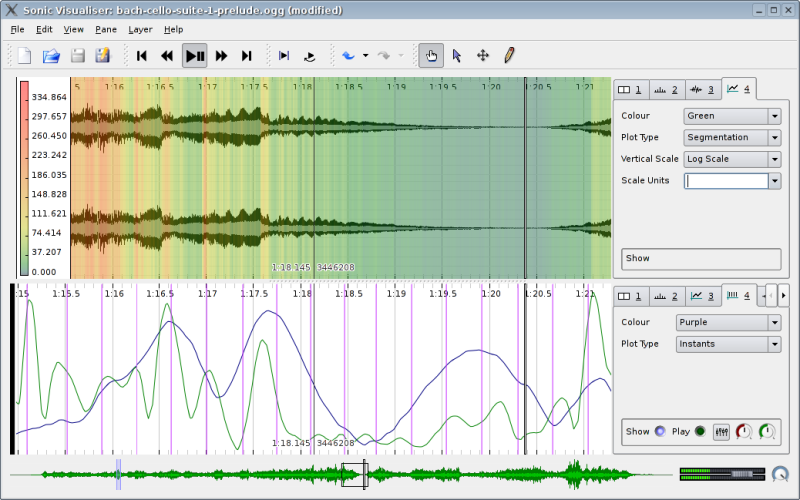 Sonic Visualiser: bach-cello-suite-1-prelude.ogg (modified)
File Edit View Pane Layer Help
5 1:16 1:16.5 1:17 1:17.5 1:18 1:18.5 1:19 1:19.5 1:20 1:20.5 1:21
334.864
297.657
260.450
223.242
186.035
148.828
111.621
74.414
37.207
0.000
1:18.145 3446208
1 2 3 4
Colour Green
Plot Type Segmentation
Vertical Scale Log Scale
Scale Units
Show
:15 1:15.5 1:16 1:16.5 1:17 1:17.5 1:18 1:18.5 1:19 1:19.5 1:20 1:20.5 1:21
1:18.145 3446208
1 2 3 4
Colour Purple
Plot Type Instants
Show Play